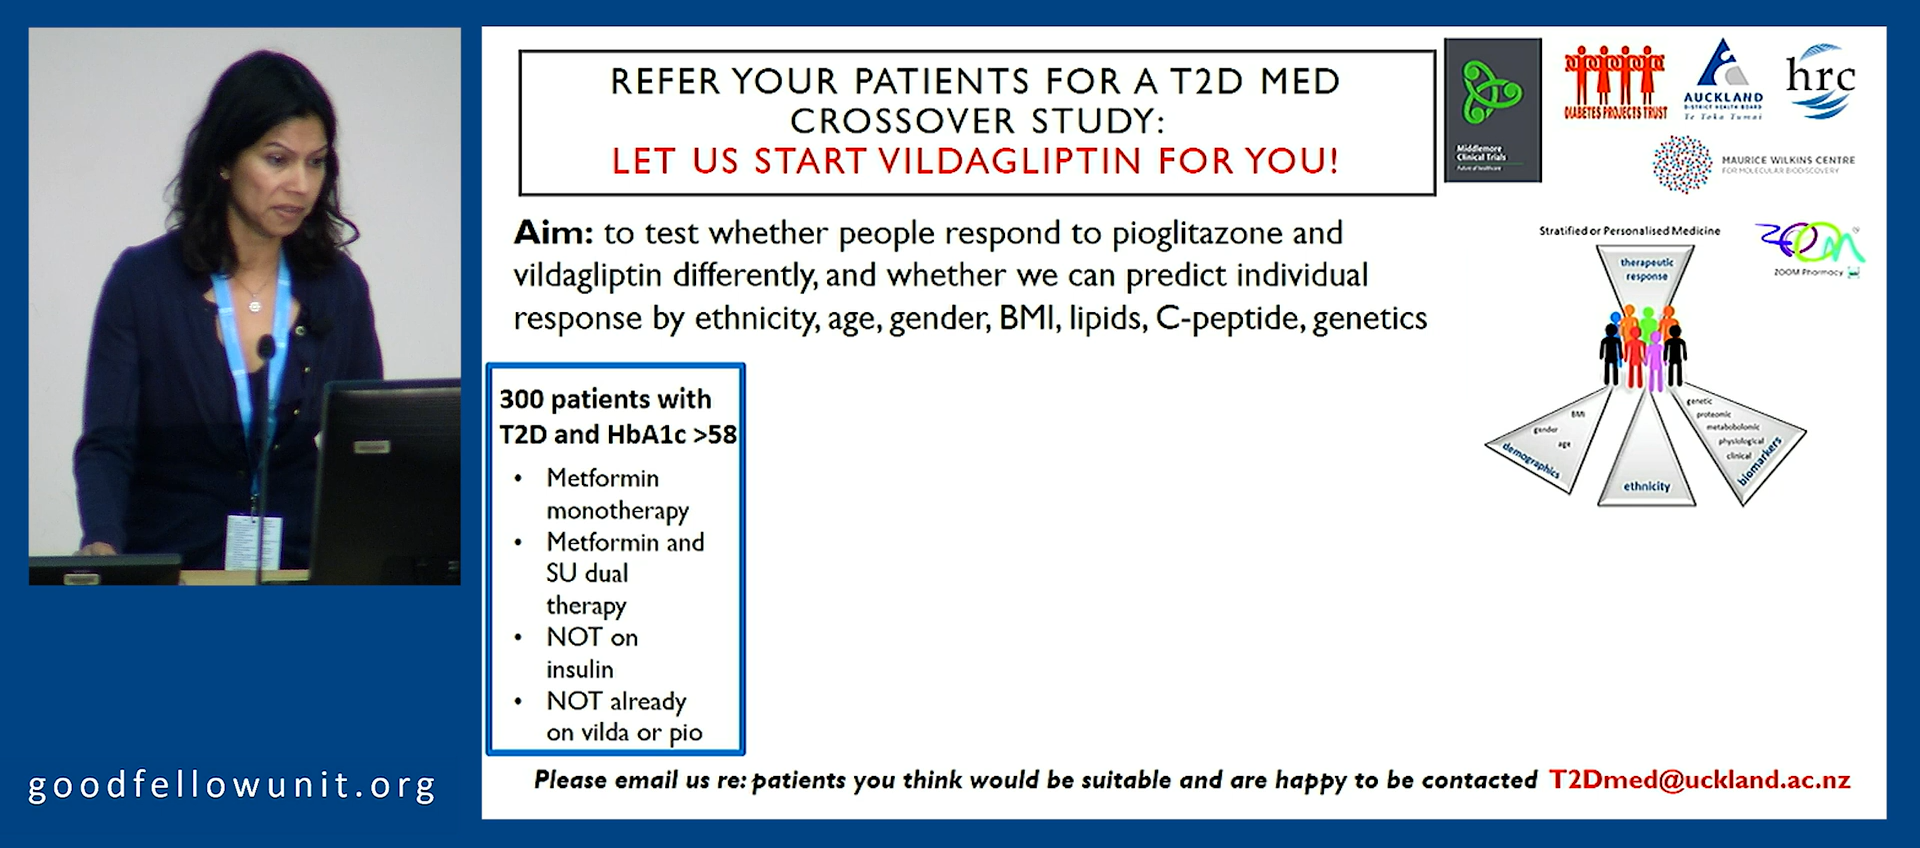 REFER YOUR PATIENTS FOR A T2D MED
CROSSOVER STUDY:
LET US START VILDAGLIPTIN FOR YOU!
Middlemore
Clinical Trials
Future of healthcare
DIABETES PROJECTS TRUST
AUCKLAND
DISTRICT HEALTH BOARD
Te Toka Tumai
hrc
MAURICE WILKINS CENTRE
FOR MOLECULAR BIODISCOVERY
Aim: to test whether people respond to pioglitazone and
vildagliptin differently, and whether we can predict individual
response by ethnicity, age, gender, BMI, lipids, C-peptide, genetics
Stratified or Personalised Medicine
ZOOM
ZOOM Pharmacy
therapeutic
response
BMI
gender
age
demographics
ethnicity
genetic
proteomic
metabobolomic
physiological
clinical
biomarkers
300 patients with
T2D and HbA1c >58
• Metformin
monotherapy
• Metformin and
SU dual
therapy
• NOT on
insulin
• NOT already
on vilda or pio
Please email us re: patients you think would be suitable and are happy to be contacted T2Dmed@uckland.ac.nz
goodfellowunit.org